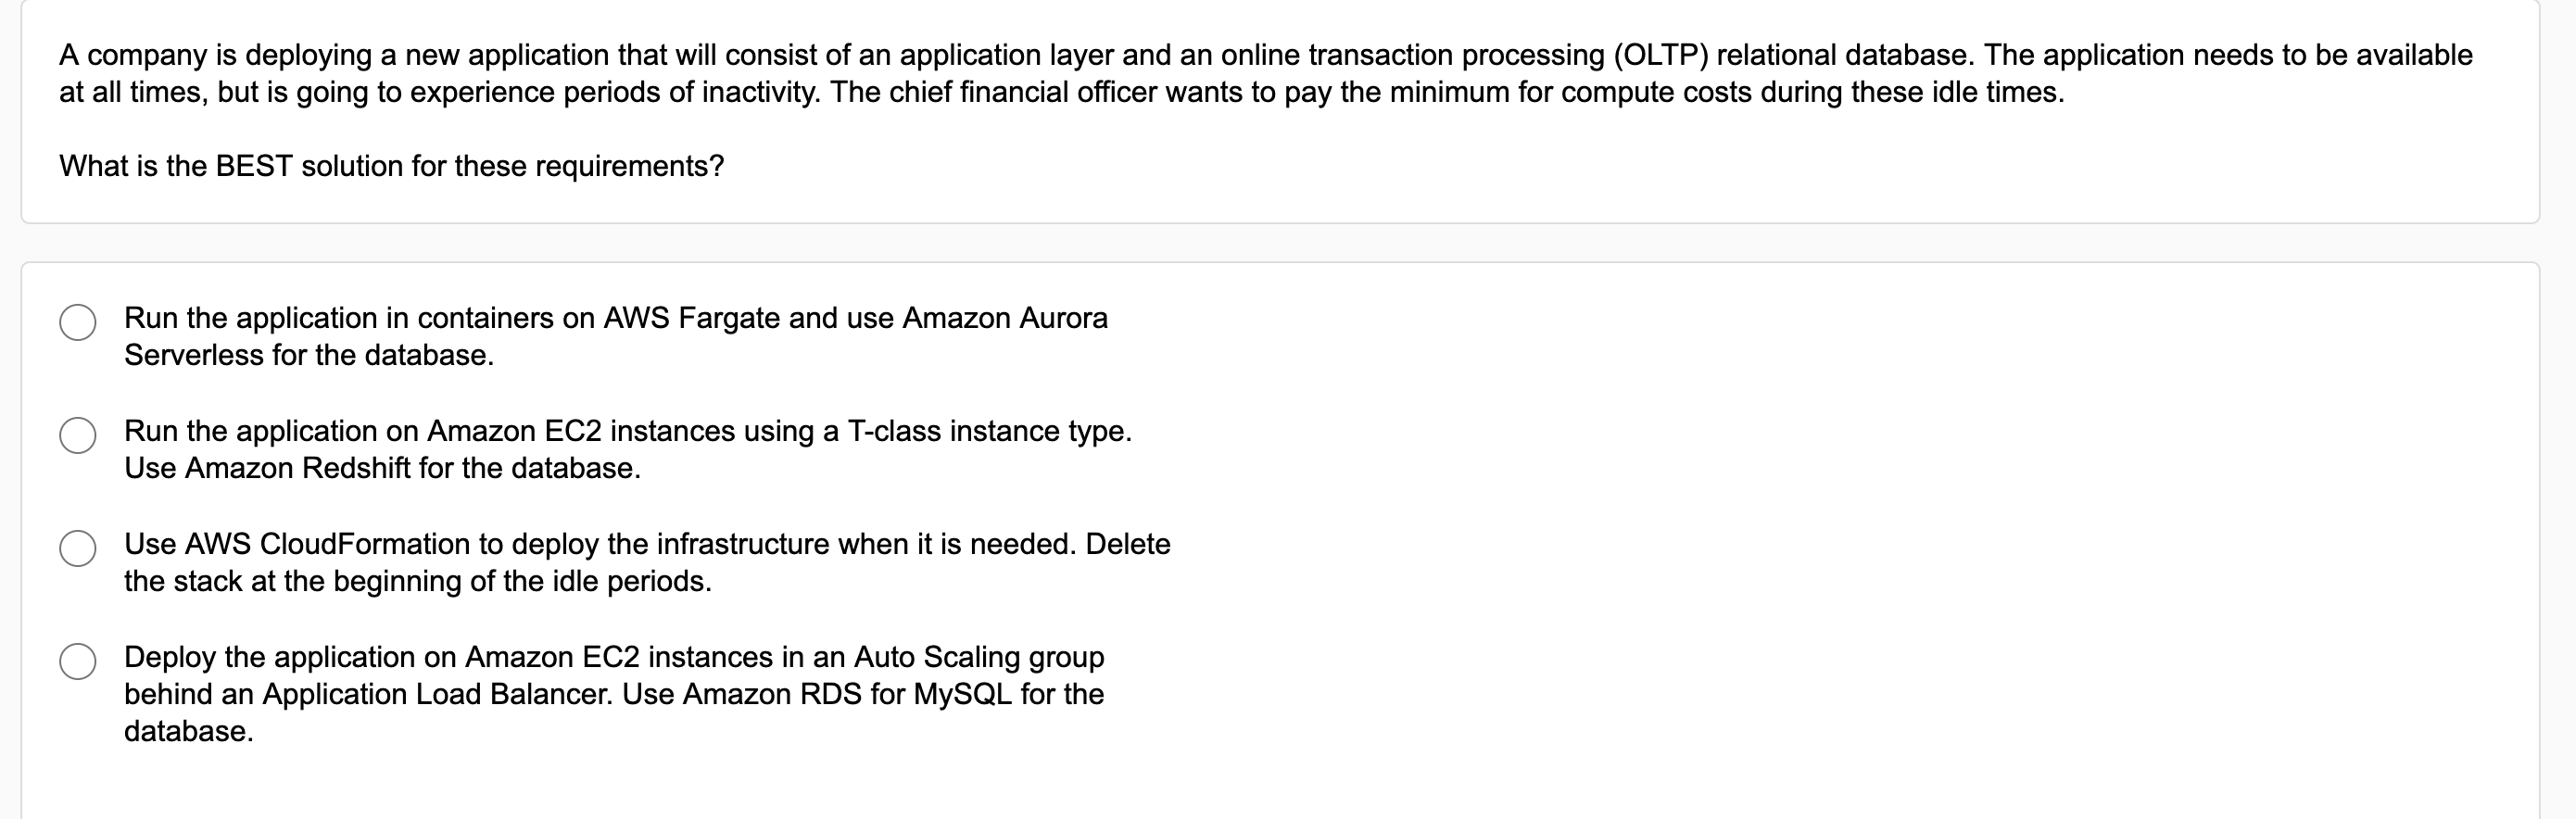 A company is deploying a new application that will consist of an application layer and an online transaction processing (OLTP) relational database. The application needs to be available
at all times, but is going to experience periods of inactivity. The chief financial officer wants to pay the minimum for compute costs during these idle times.
What is the BEST solution for these requirements?
Run the application in containers on AWS Fargate and use Amazon Aurora
Serverless for the database.
Run the application on Amazon EC2 instances using a T-class instance type.
Use Amazon Redshift for the database.
Use AWS CloudFormation to deploy the infrastructure when it is needed. Delete
the stack at the beginning of the idle periods.
Deploy the application on Amazon EC2 instances in an Auto Scaling group
behind an Application Load Balancer. Use Amazon RDS for MySQL for the
database.